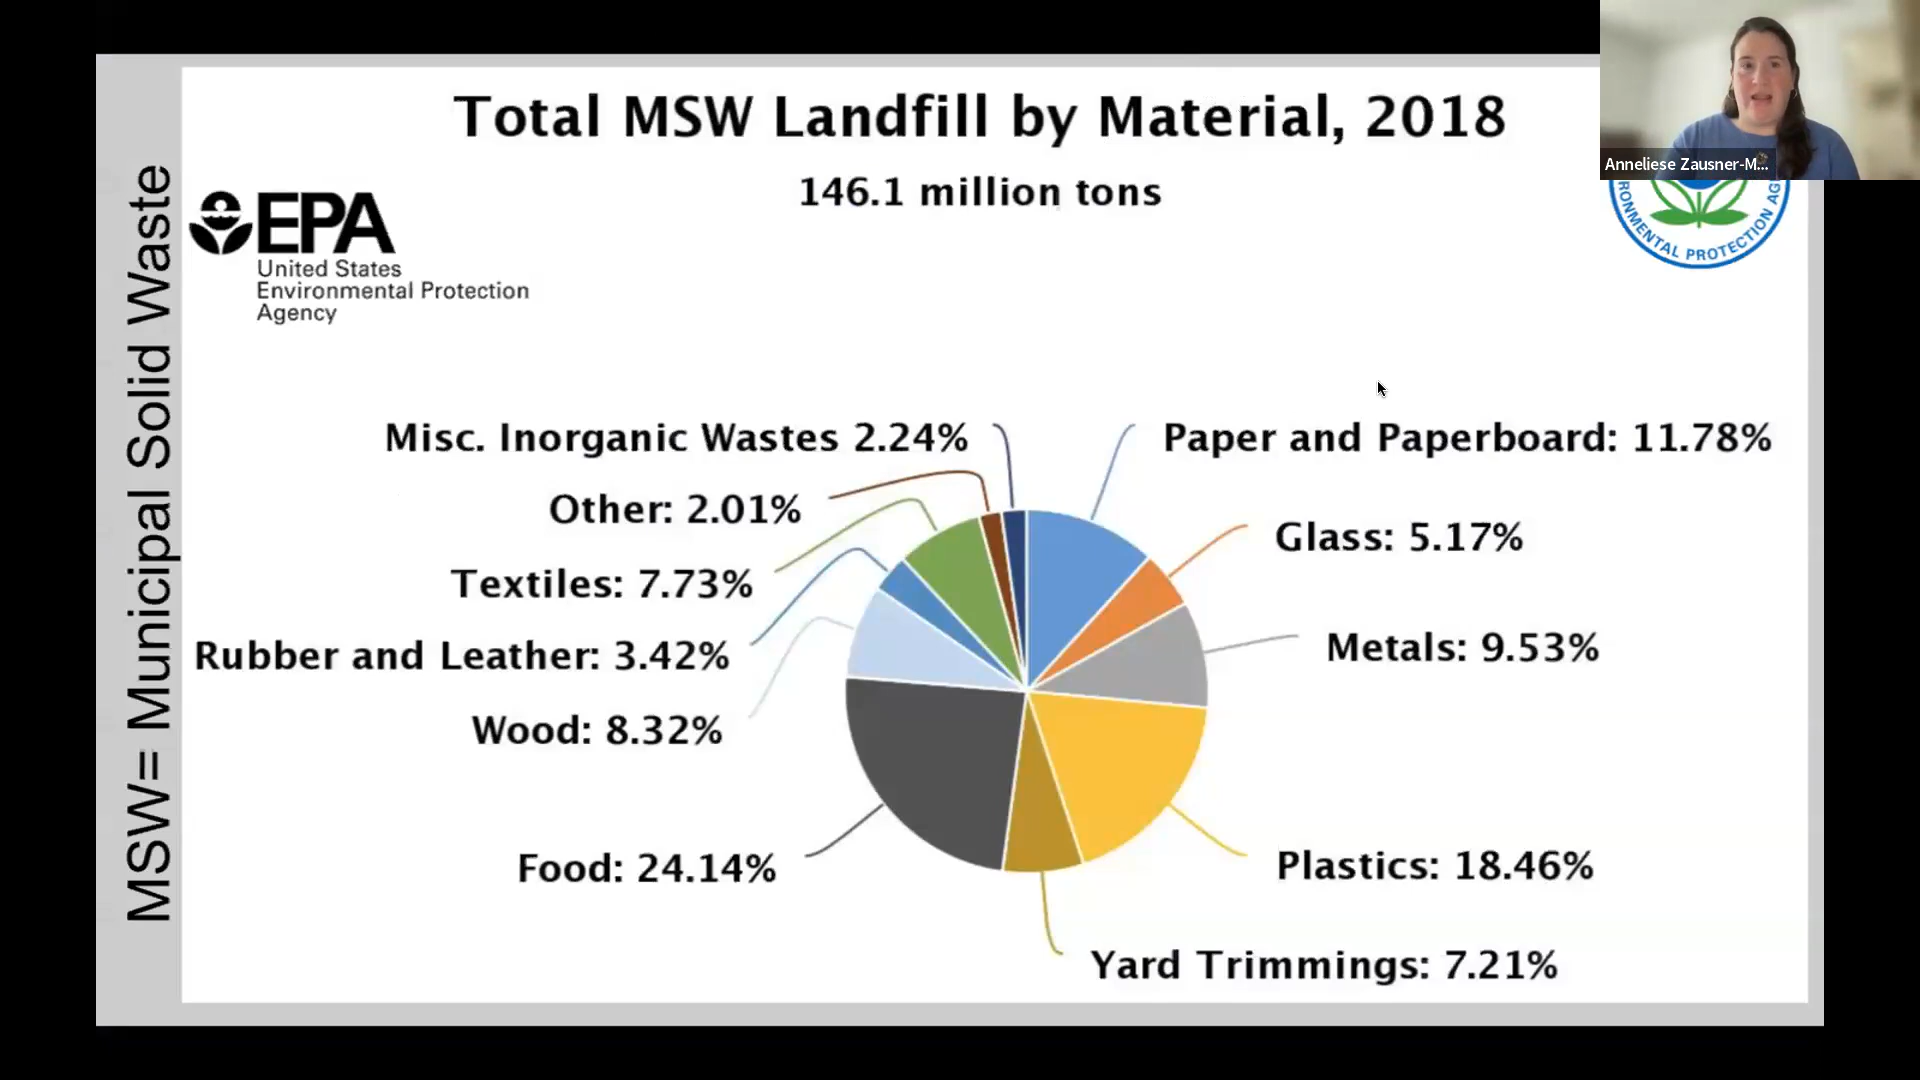 Total MSW Landfill by Material, 2018
146.1 million tons
Anneliese Zausner-M...
MSW= Municipal Solid Waste
EPA
United States
Environmental Protection
Agency
PROTECTION
Misc. Inorganic Wastes 2.24%
Paper and Paperboard: 11.78%
Other: 2.01%
Glass: 5.17%
Textiles: 7.73%
Metals: 9.53%
Rubber and Leather: 3.42%
Wood: 8.32%
Food: 24.14%
Plastics: 18.46%
Yard Trimmings: 7.21%